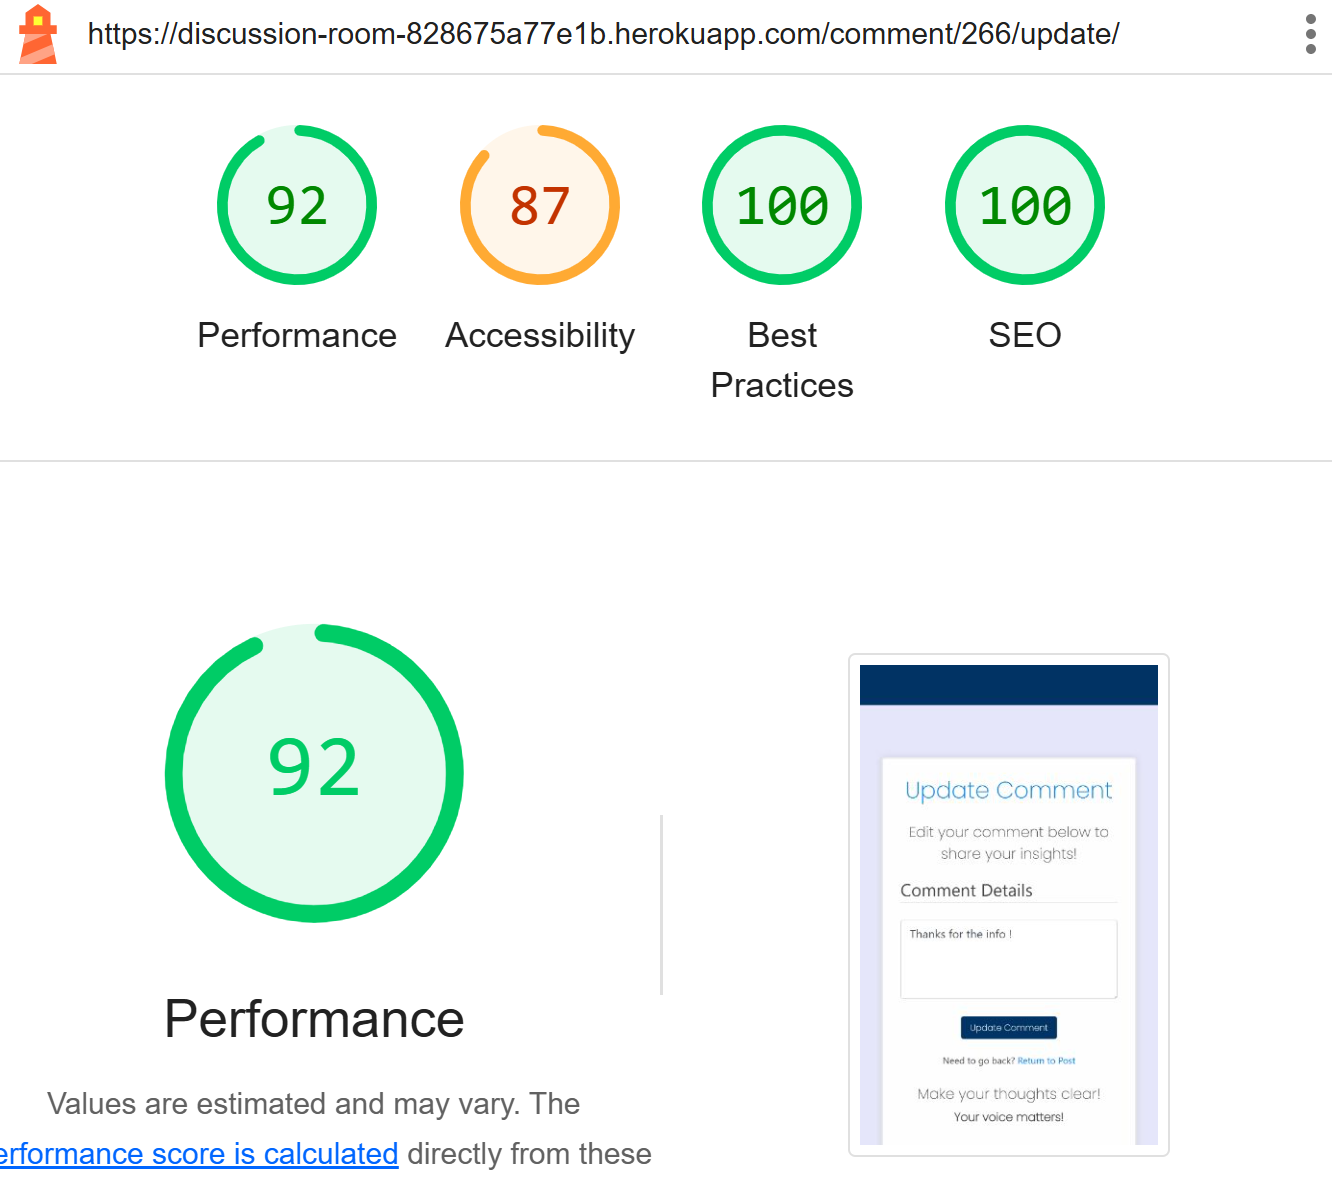 https://discussion-room-828675a77e1b.herokuapp.com/comment/266/update/
92
87
100
100
Performance
Accessibility
Best
Practices
SEO
92
Performance
Values are estimated and may vary. The
erformance score is calculated directly from these
Update Comment
Edit your comment below to
share your insights!
Comment Details
Thanks for the info !
Update Comment
Need to go back? Return to Post
Make your thoughts clear!
Your voice matters!